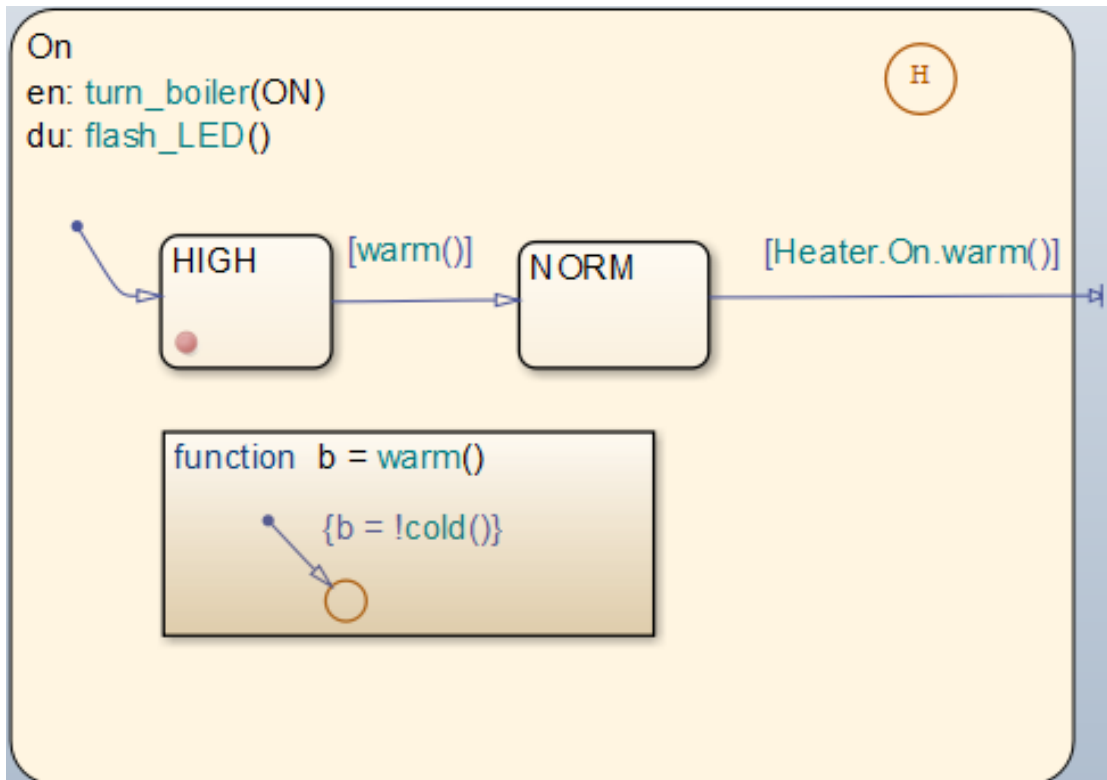 On
H
en: turn_boiler(ON)
du: flash_LED()
HIGH
[warm()]
NORM
[Heater.On.warm()]
function b = warm()
{b = !cold()}